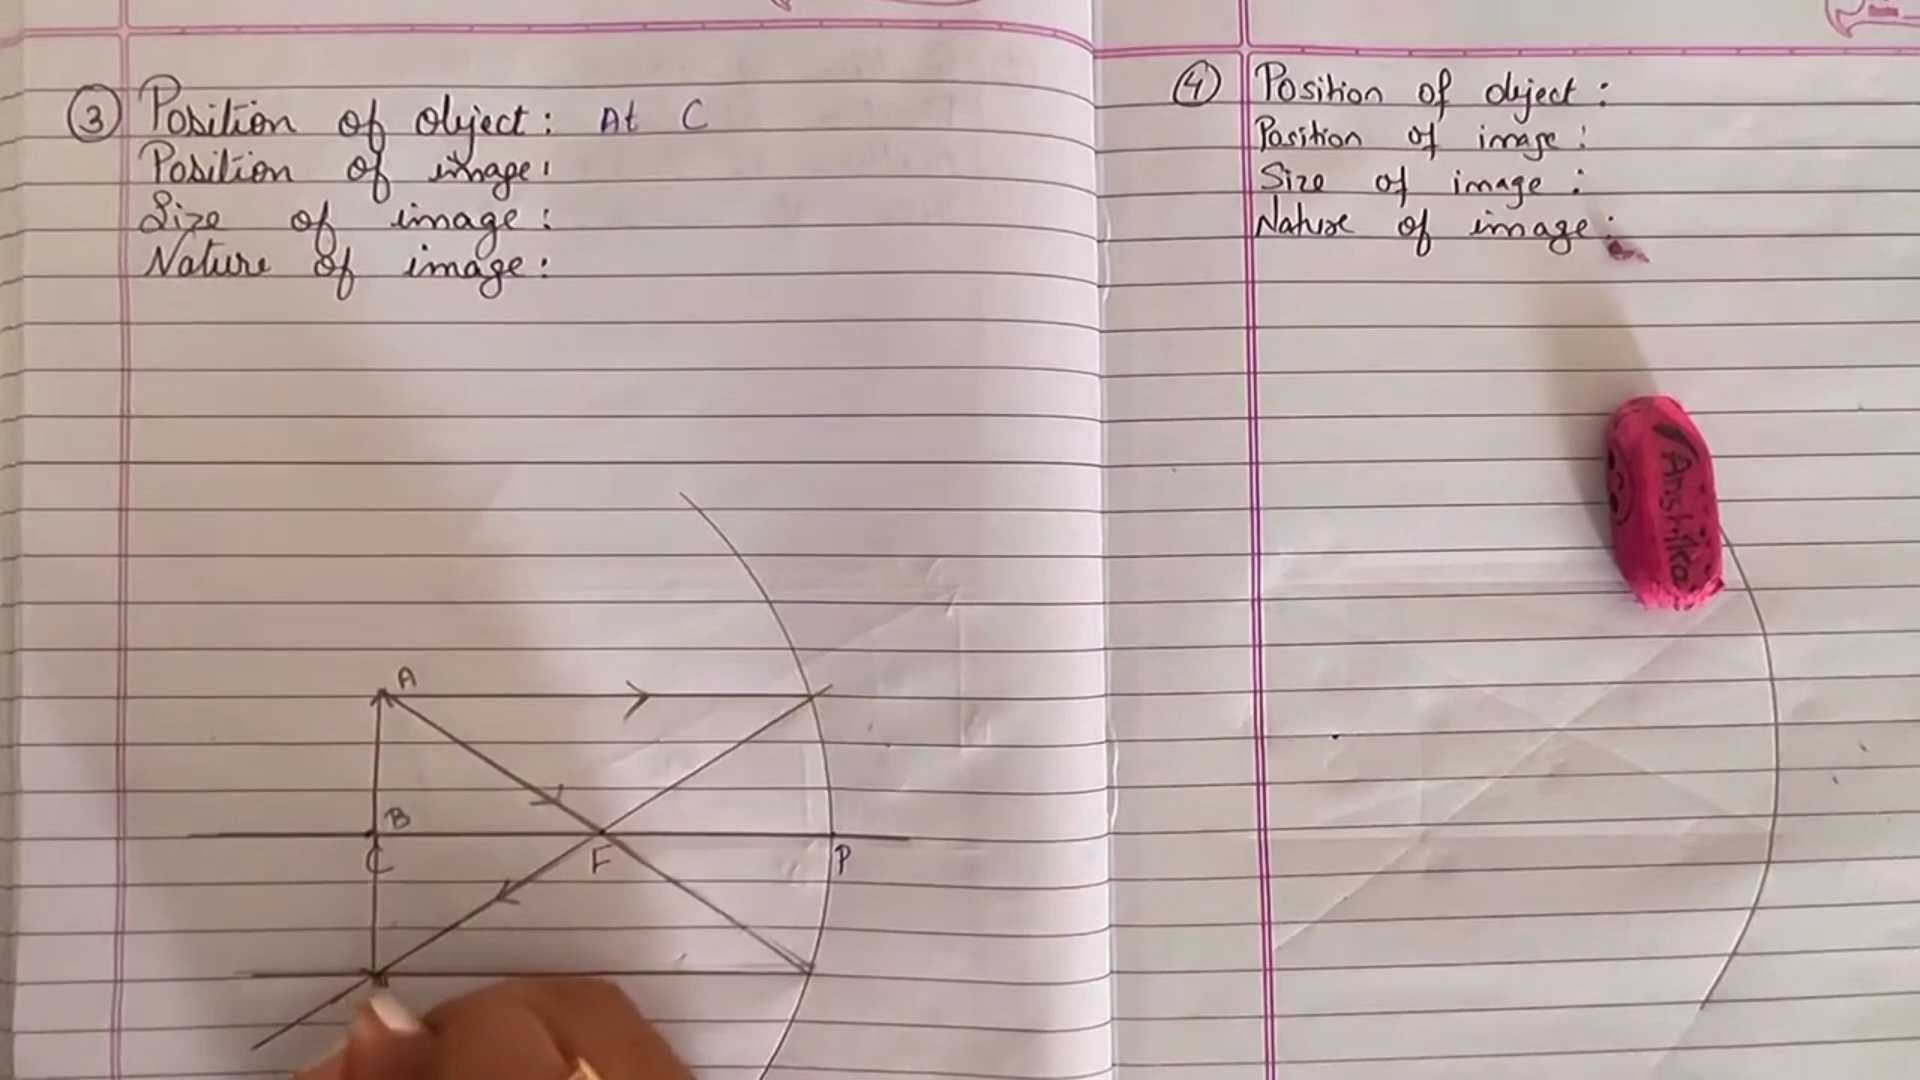 ③ Position of object: At C
Position of image:
Size of image:
Nature of image:
A
B
C
F
P
④ Position of object:
Position of image:
Size of image:
Nature of image:
Anshika